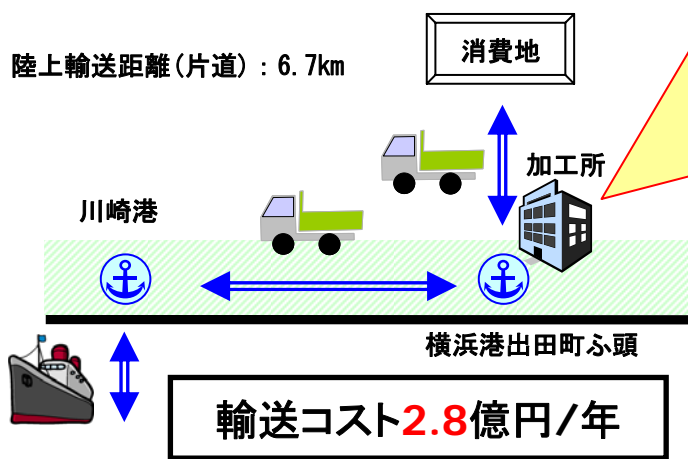 消費地
陸上輸送距離(片道):6.7km
加工所
川崎港
横浜港出田町ふ頭
輸送コスト2.8億円/年